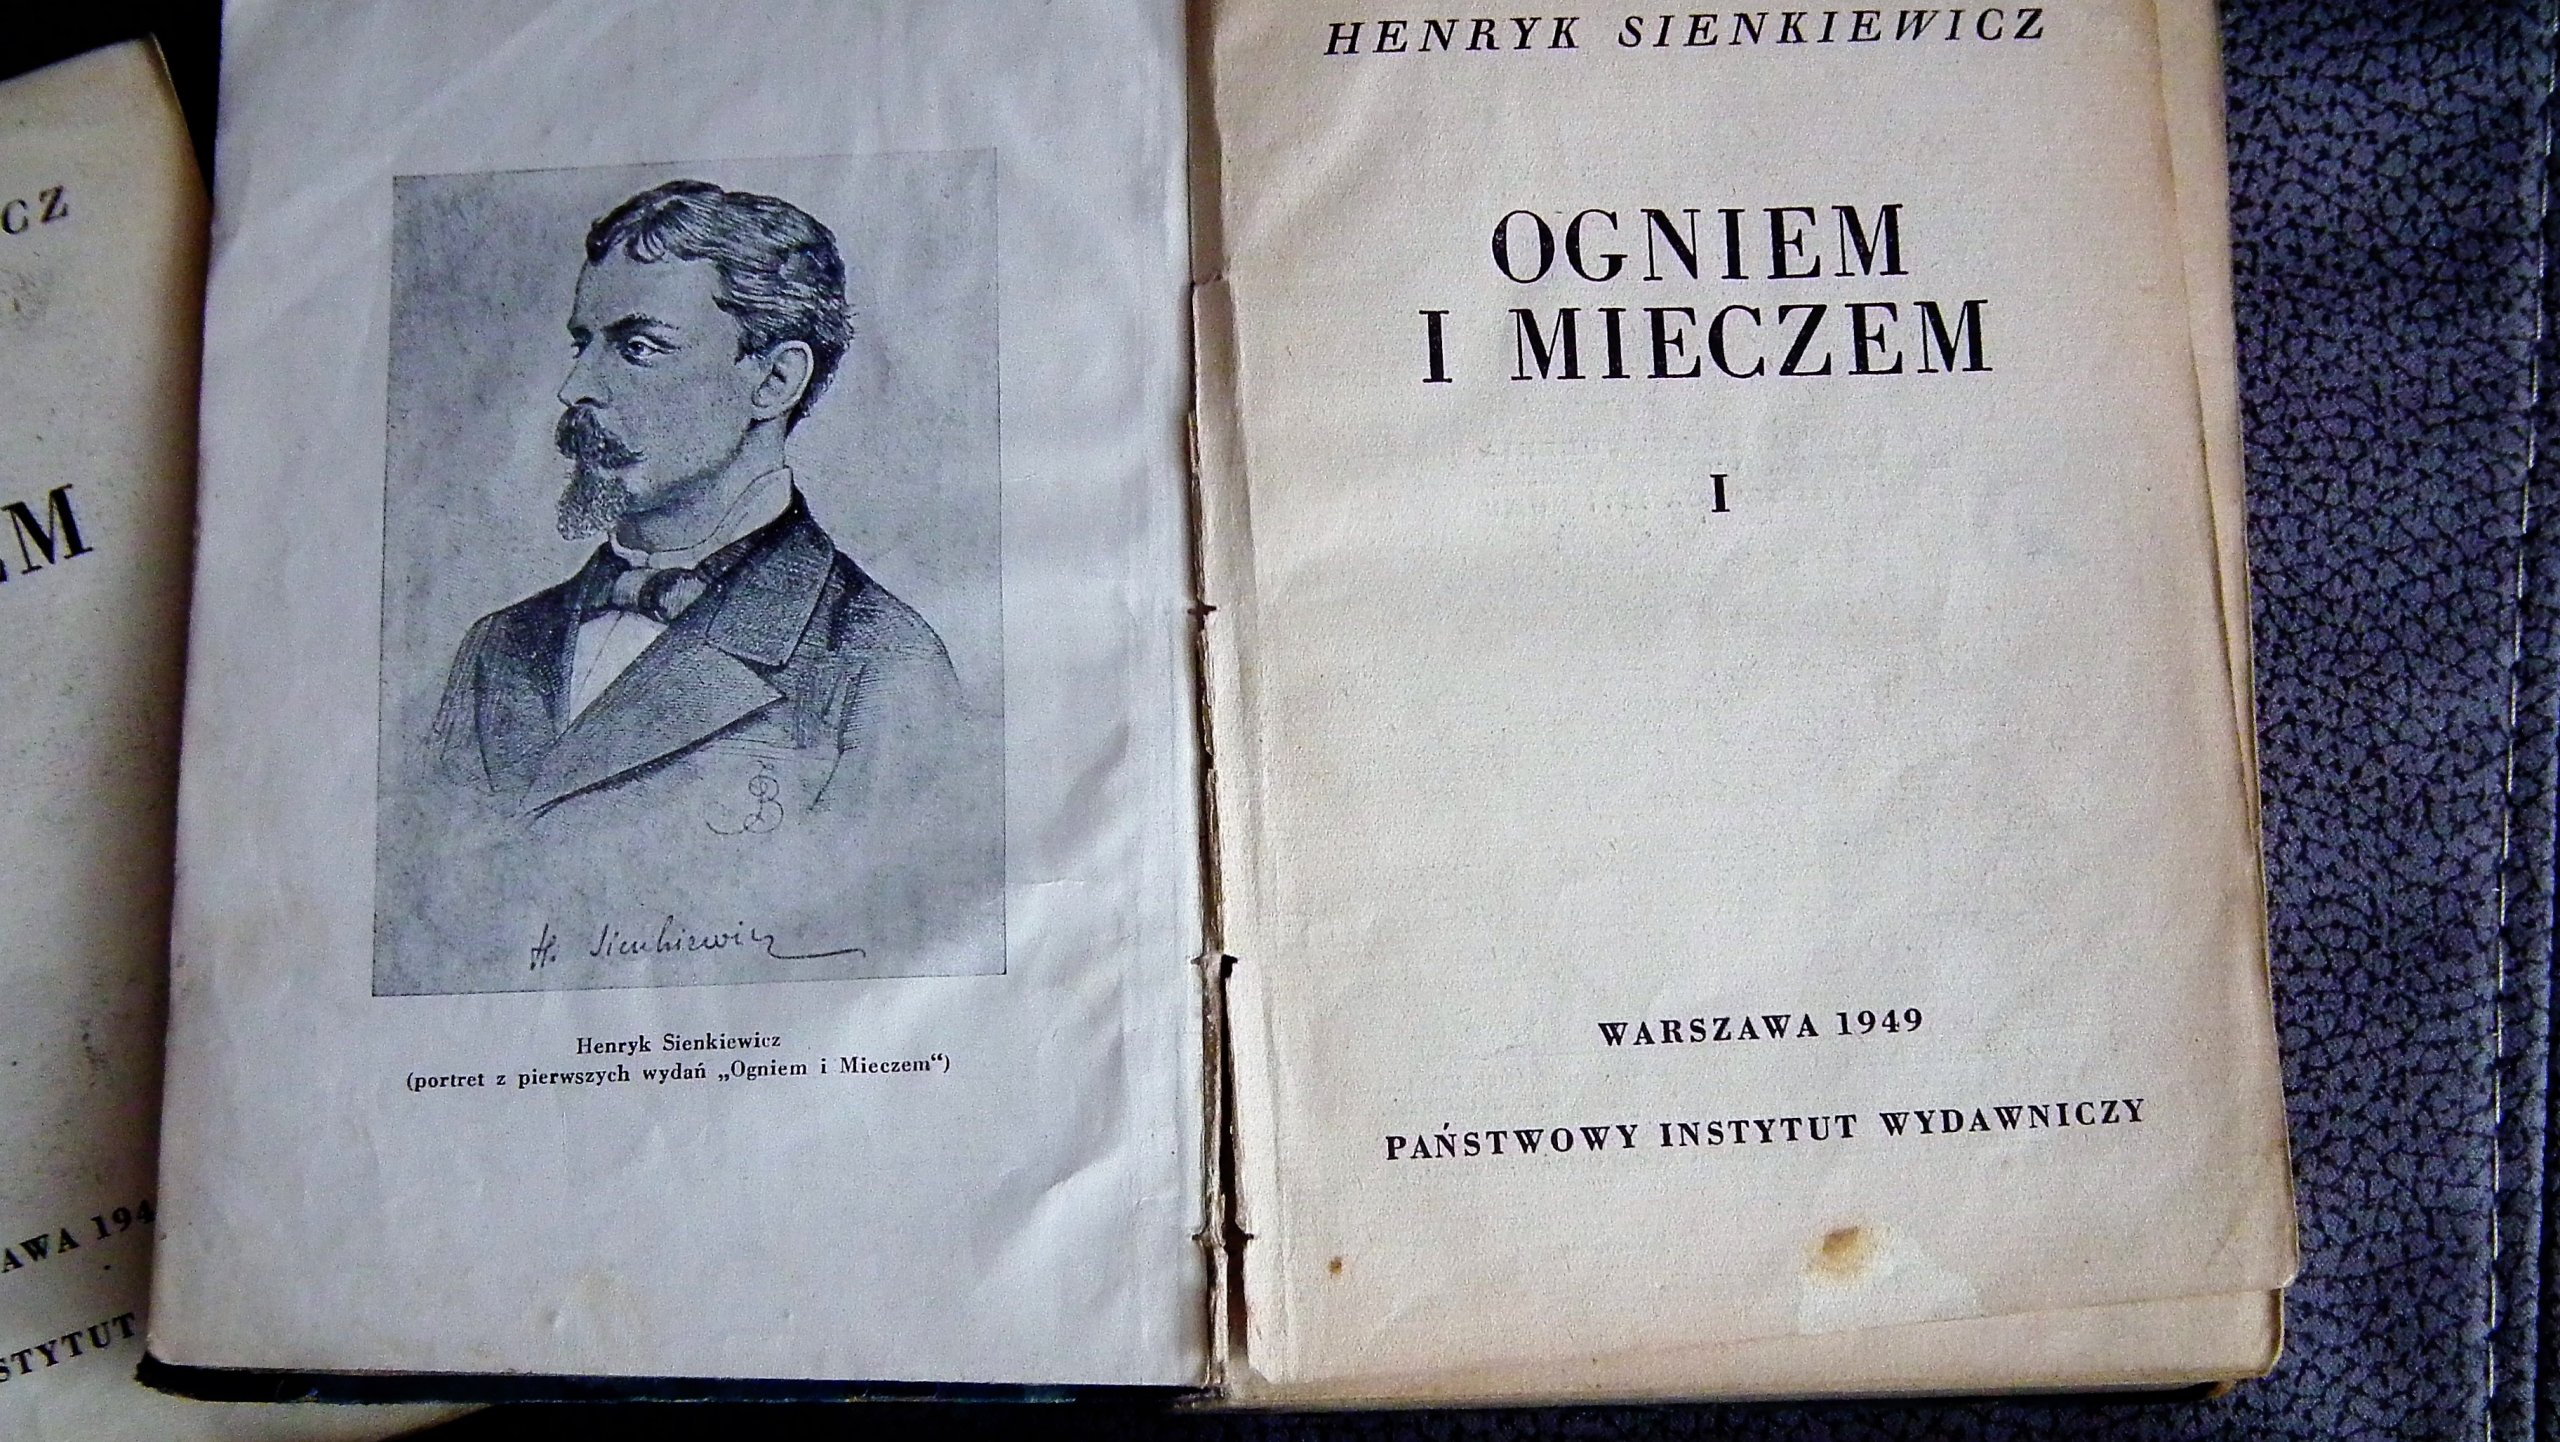 CZ
EM
AWA 194
STYTUT
H. Sienkiewicz
Henryk Sienkiewicz
(portret z pierwszych wydań „Ogniem i Mieczem“)
HENRYK SIENKIEWICZ
OGNIEM
I MIECZEM
I
WARSZAWA 1949
PAŃSTWOWY INSTYTUT WYDAWNICZY